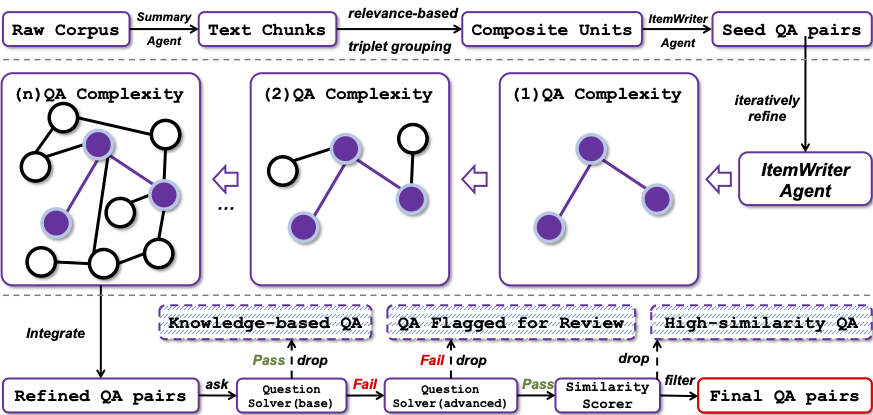 Raw Corpus
Summary
Agent
Text Chunks
relevance-based
triplet grouping
Composite Units
ItemWriter
Agent
Seed QA pairs
(n)QA Complexity
(2)QA Complexity
(1)QA Complexity
iteratively
refine
ItemWriter
Agent
...
Integrate
Knowledge-based QA
QA Flagged for Review
High-similarity QA
Pass drop
Fail drop
drop
Refined QA pairs
ask
Question
Solver(base)
Fail
Question
Solver(advanced)
Pass
Similarity
Scorer
filter
Final QA pairs